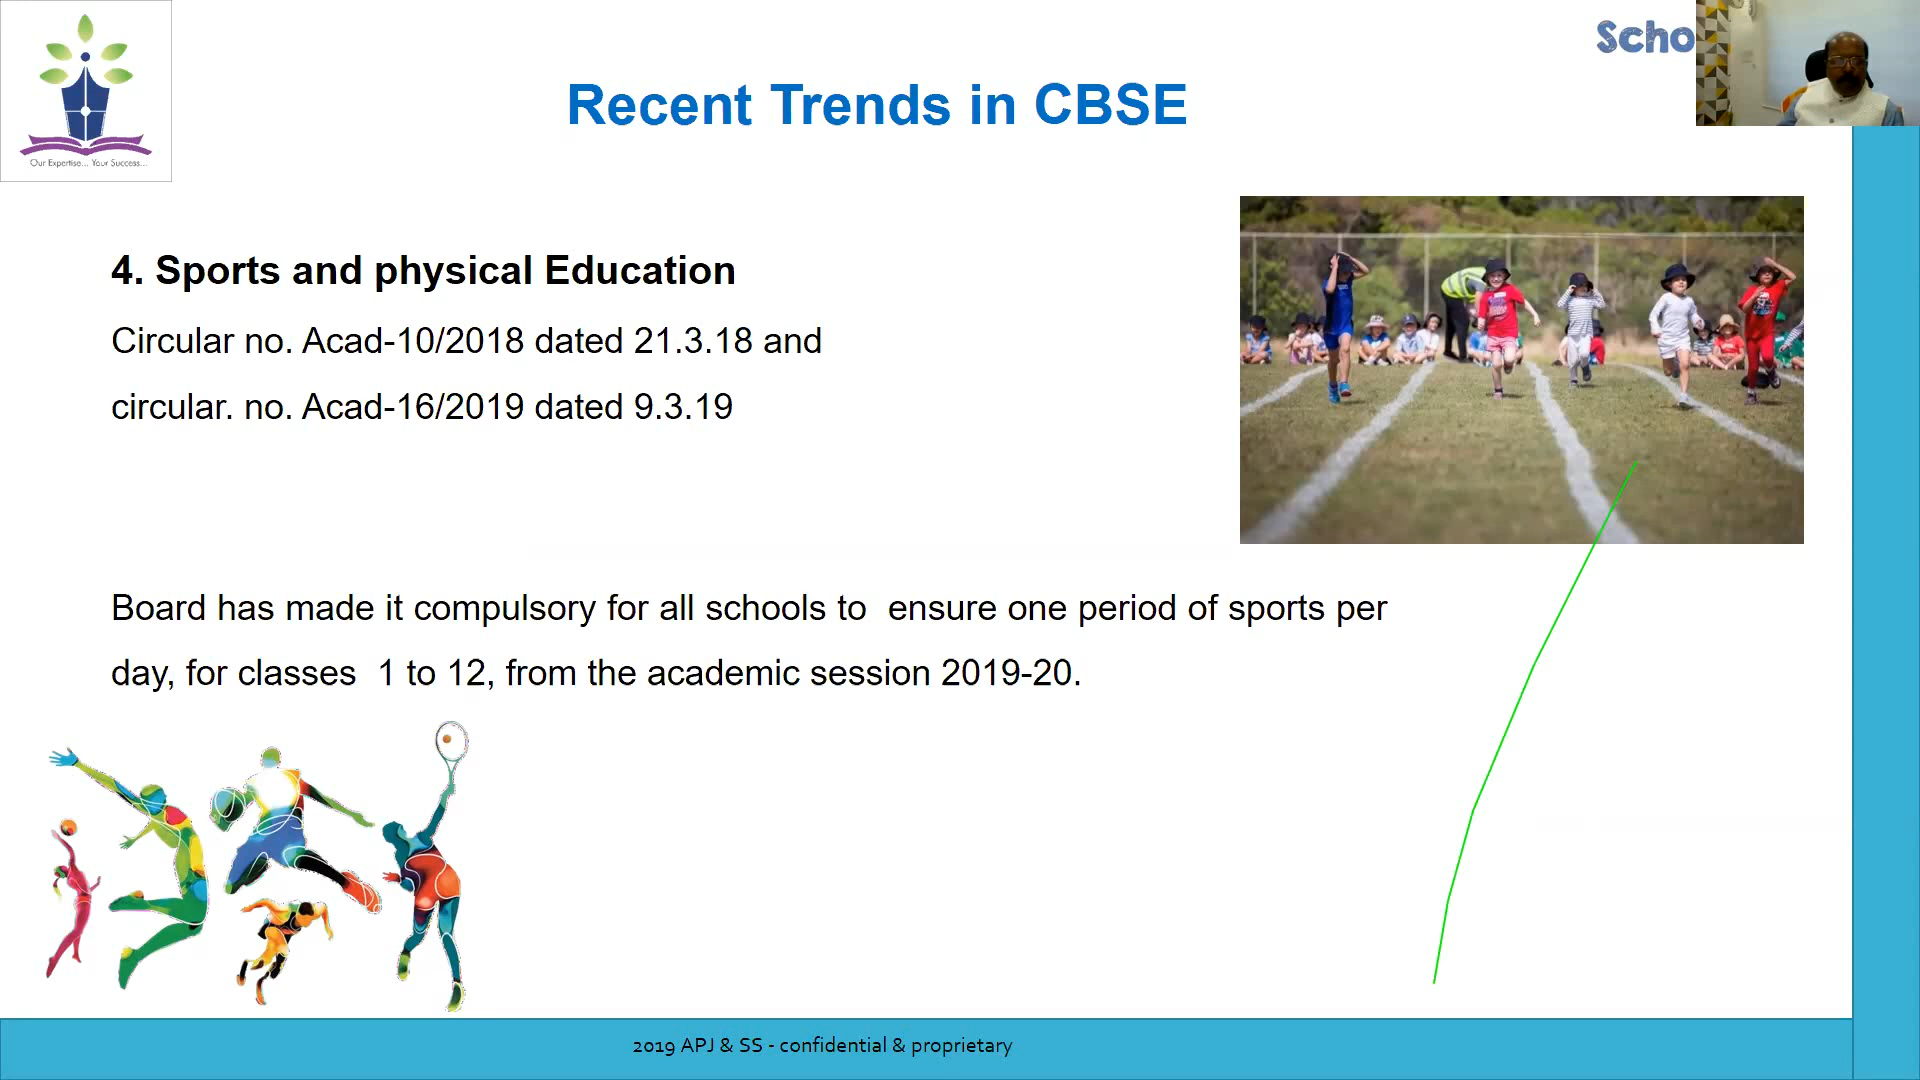 Scho
Recent Trends in CBSE
Our Expertise... Your Success...
4. Sports and physical Education
Circular no. Acad-10/2018 dated 21.3.18 and
circular. no. Acad-16/2019 dated 9.3.19
Board has made it compulsory for all schools to ensure one period of sports per
day, for classes 1 to 12, from the academic session 2019-20.
2019 APJ & SS - confidential & proprietary